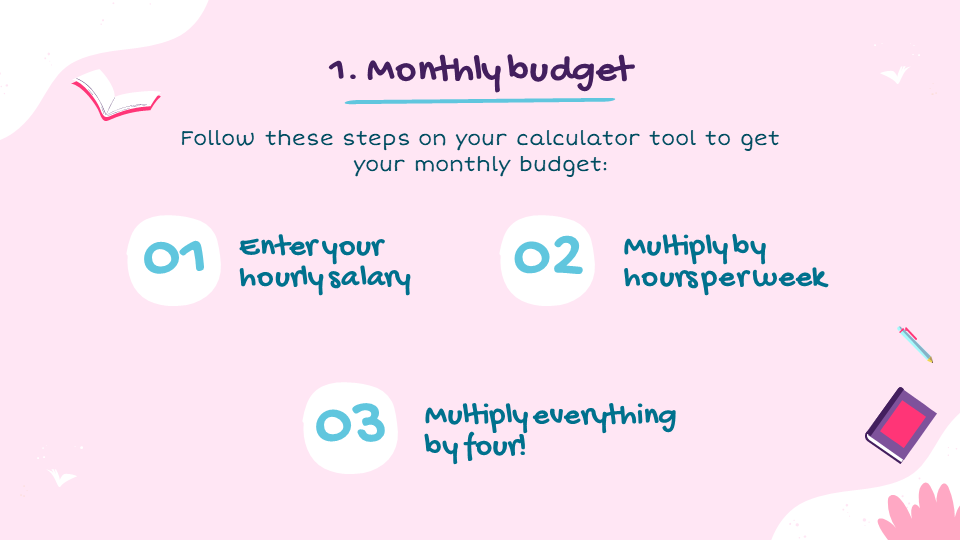 1. Monthly budget
Follow these steps on your calculator tool to get
your monthly budget:
01
Enter your
hourly salary
02
Multiply by
hours per week
03
Multiply everything
by four!